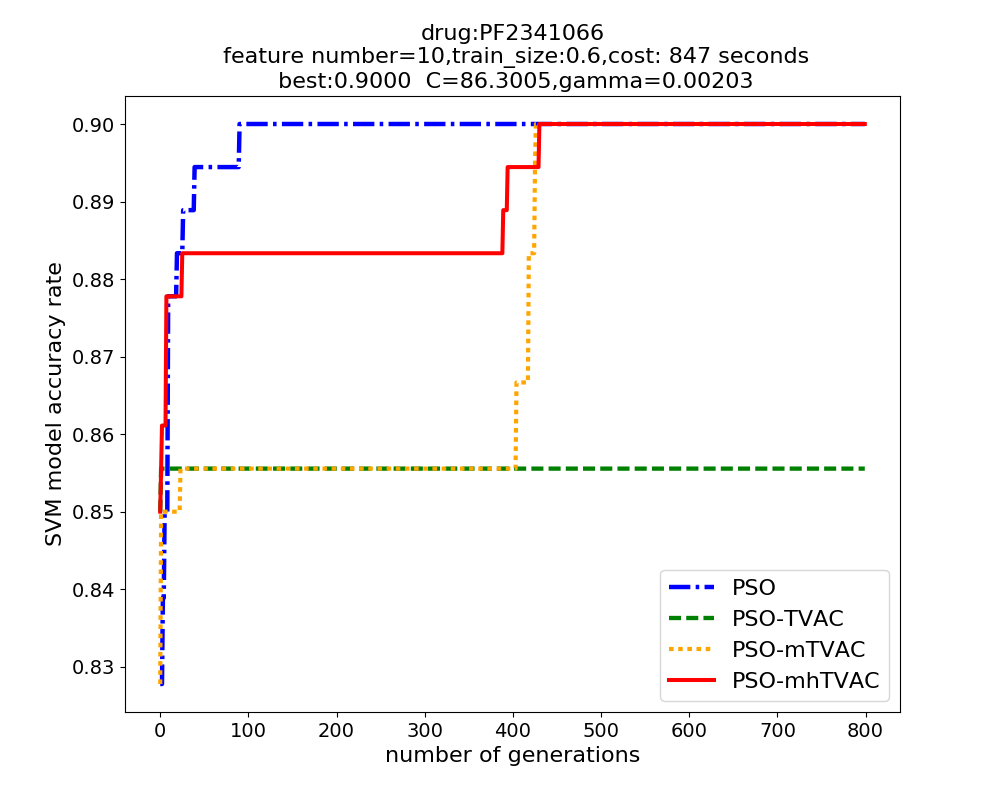 drug:PF2341066
feature number=10,train_size:0.6,cost: 847 seconds
best:0.9000  C=86.3005,gamma=0.00203
SVM model accuracy rate
0.90
0.89
0.88
0.87
0.86
0.85
0.84
0.83
PSO
PSO-TVAC
PSO-mTVAC
PSO-mhTVAC
0 100 200 300 400 500 600 700 800
number of generations